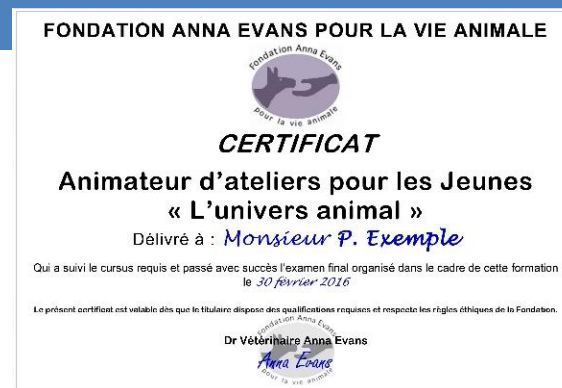 FONDATION ANNA EVANS POUR LA VIE ANIMALE
Fondation Anna Evans
pour la vie animale
CERTIFICAT
Animateur d'ateliers pour les Jeunes
« L'univers animal »
Délivré à : Monsieur P. Exemple
Qui a suivi le cursus requis et passé avec succès l'examen final organisé dans le cadre de cette formation
le 30 février 2016
Le présent certificat est valable dès que le titulaire dispose des qualifications requises et respecte les règles éthiques de la Fondation.
Fondation Anna Evans
Dr Vétérinaire Anna Evans
Anna Evans
pour la vie animale